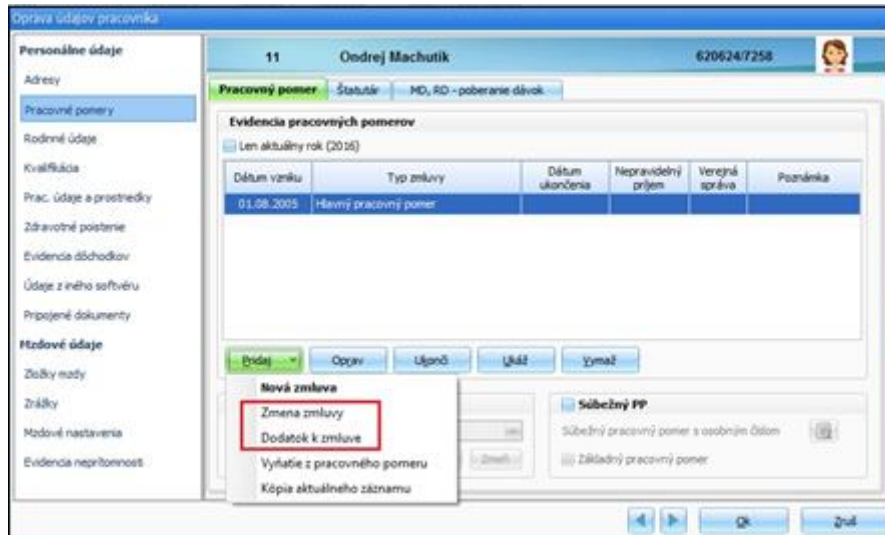 Oprava údajov pracovníka
Personálne údaje
Adresy
Pracovné pomery
Rodinné údaje
Kvalifikácia
Prac. údaje a prostriedky
Zdravotné poistenie
Evidencia dôchodkov
Údaje z iného softvéru
Pripojené dokumenty
Mzdové údaje
Zložky mzdy
Zrážky
Mzdové nastavenia
Evidencia neprítomností
11 Ondrej Machutik 620624/7258
Pracovný pomer Štatutár MD, RD - poberanie dávok
Evidencia pracovných pomerov
Len aktuálny rok (2016)
Dátum vzniku Typ zmluvy Dátum ukončenia Nepravidelný príjem Verejná správa Poznámka
01.08.2005 Hlavný pracovný pomer
Pridaj Oprav Ukonči Ukáž Vymaž
Nová zmluva
Zmena zmluvy
Dodatok k zmluve
Vyňatie z pracovného pomeru
Kópia aktuálneho záznamu
Súbežný PP
Súbežný pracovný pomer s osobným číslom
Zmeň
Základný pracovný pomer
Ok Zruš